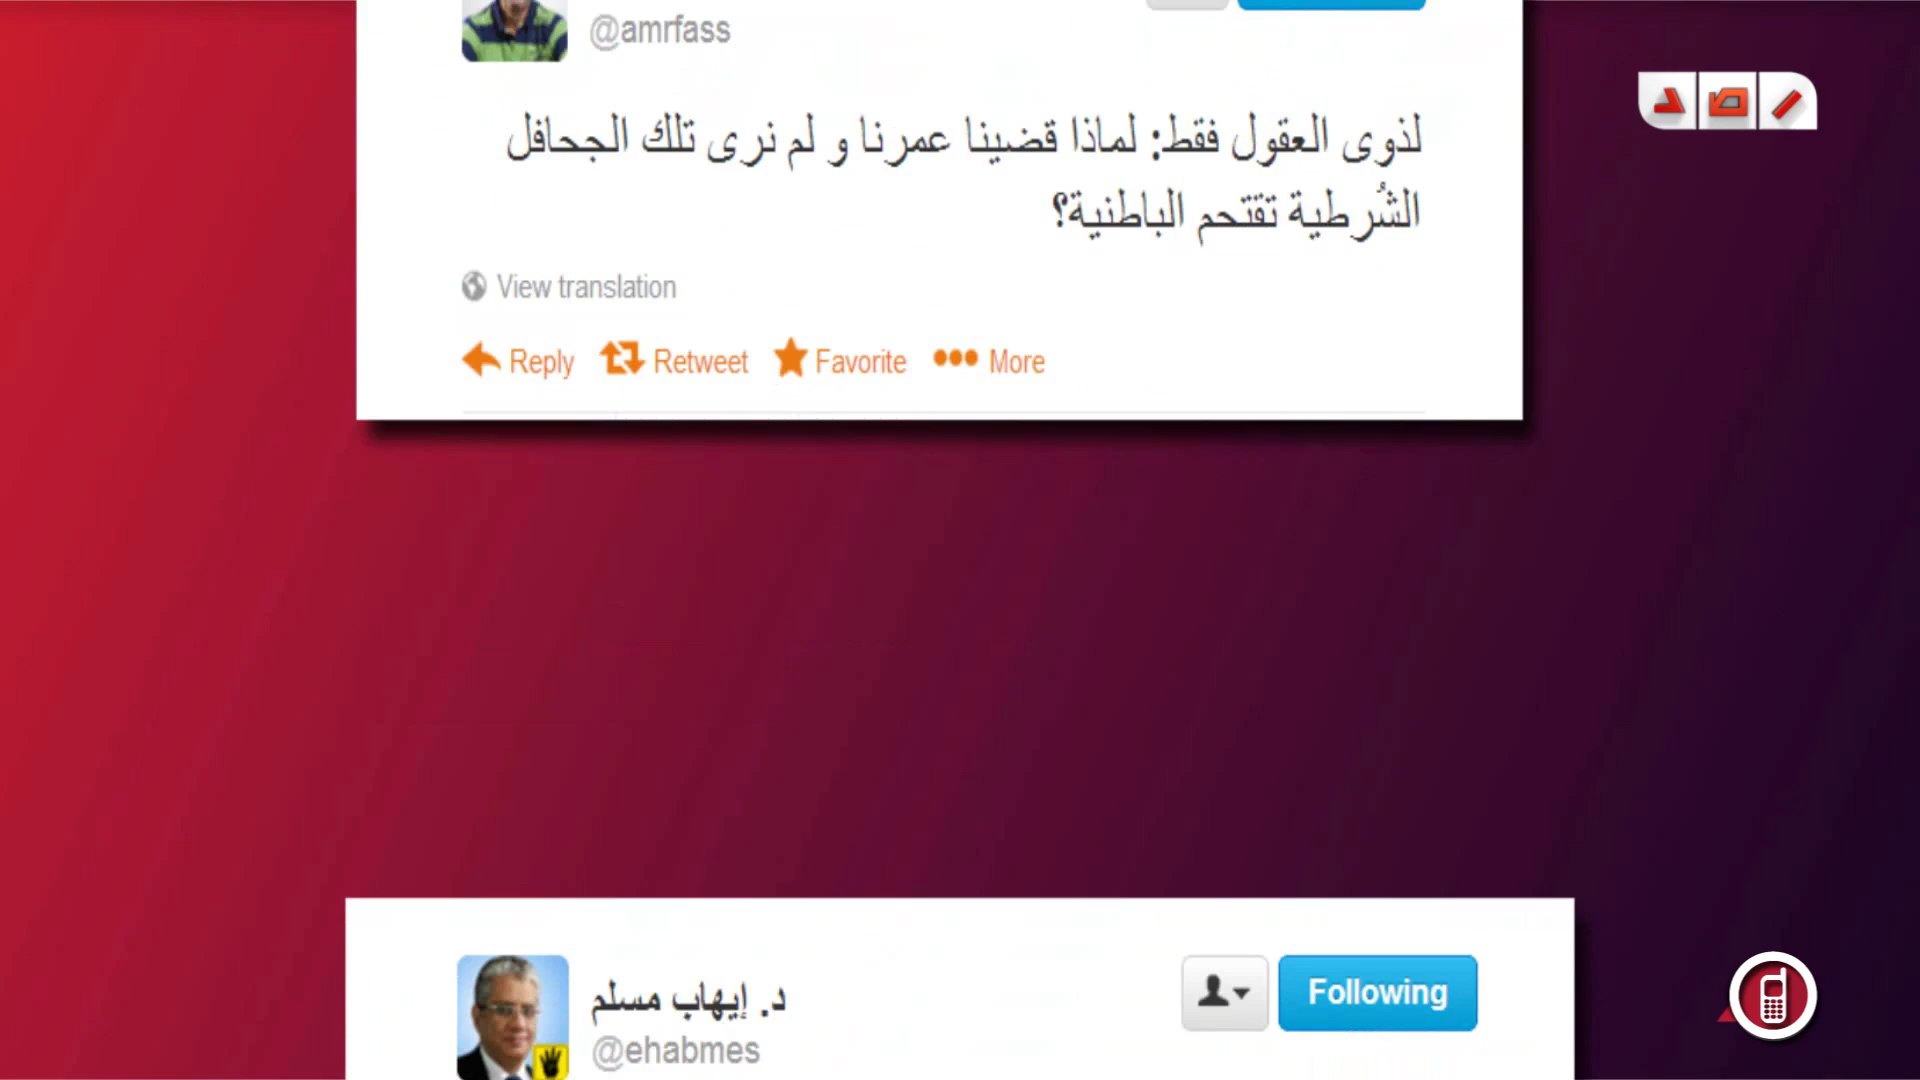 @amrfass
لذوى العقول فقط: لماذا قضينا عمرنا و لم نرى تلك الجحافل
الشُرطية تقتحم الباطنية؟
View translation
Reply Retweet Favorite More
د. إيهاب مسلم
Following
@ehabmes